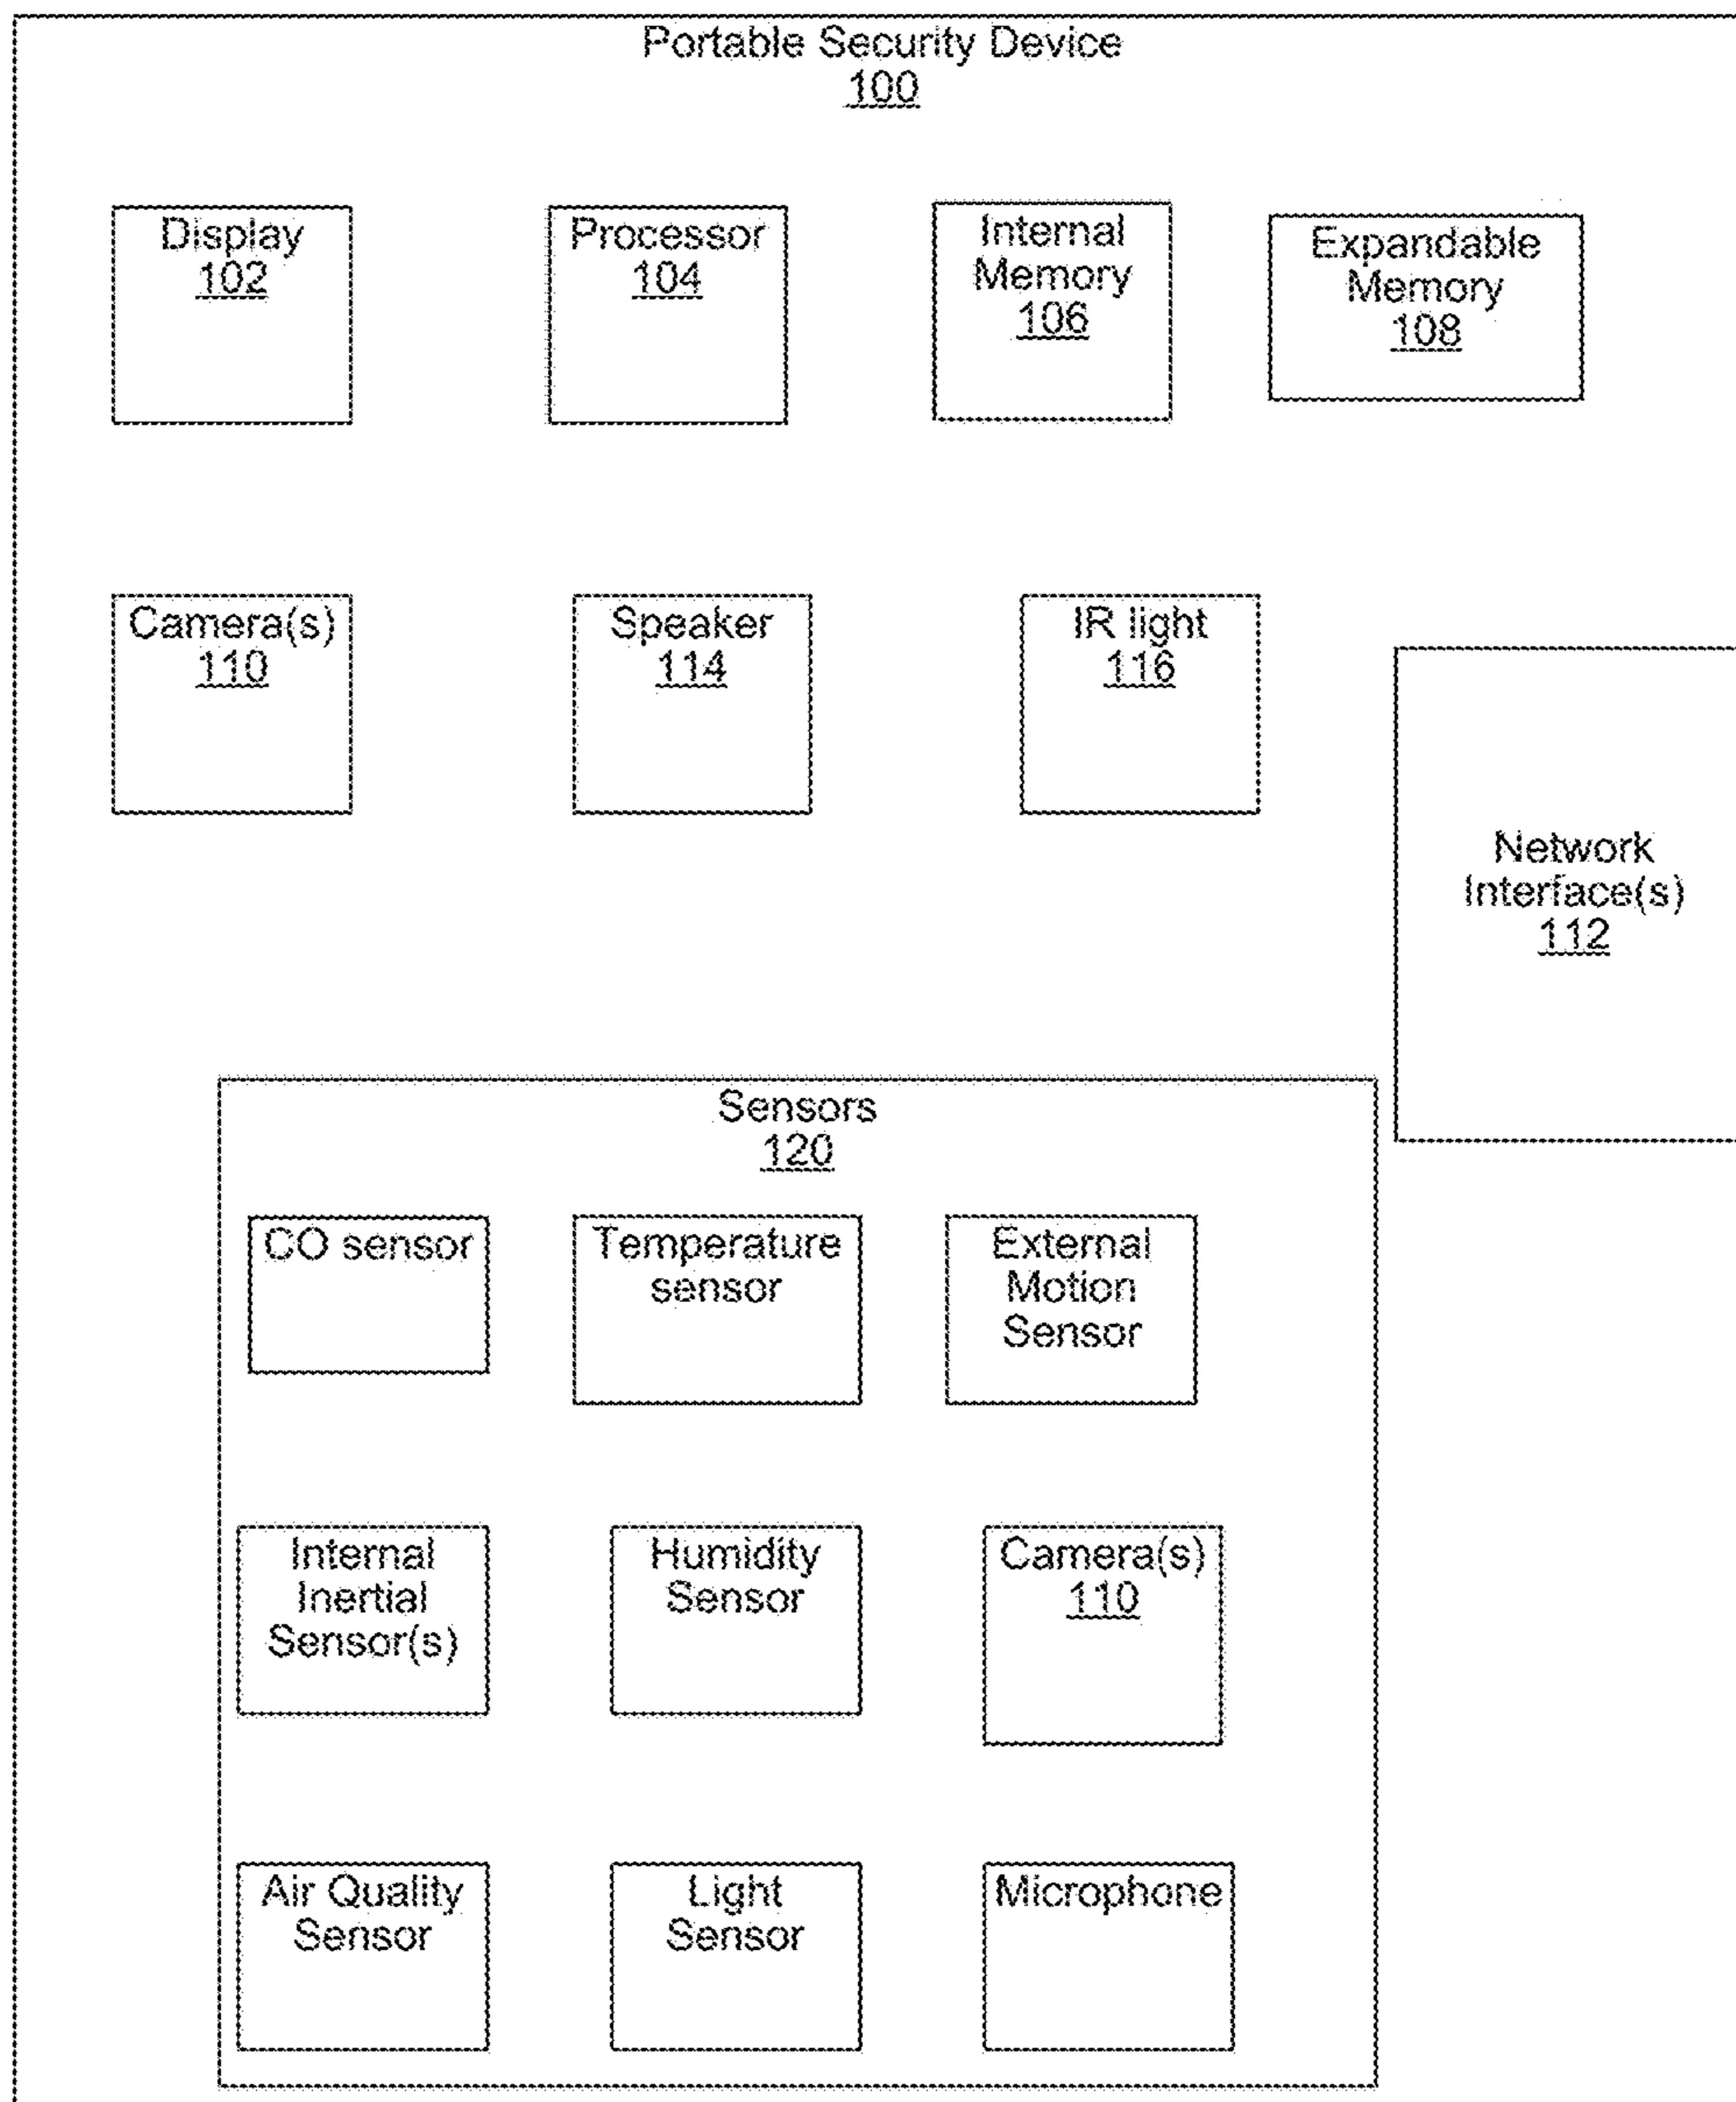 Portable Security Device
100
Display
102
Processor
104
Internal
Memory
106
Expandable
Memory
108
Camera(s)
110
Speaker
114
IR light
116
Network
Interface(s)
112
Sensors
120
CO sensor
Temperature
sensor
External
Motion
Sensor
Internal
Inertial
Sensor(s)
Humidity
Sensor
Camera(s)
110
Air Quality
Sensor
Light
Sensor
Microphone